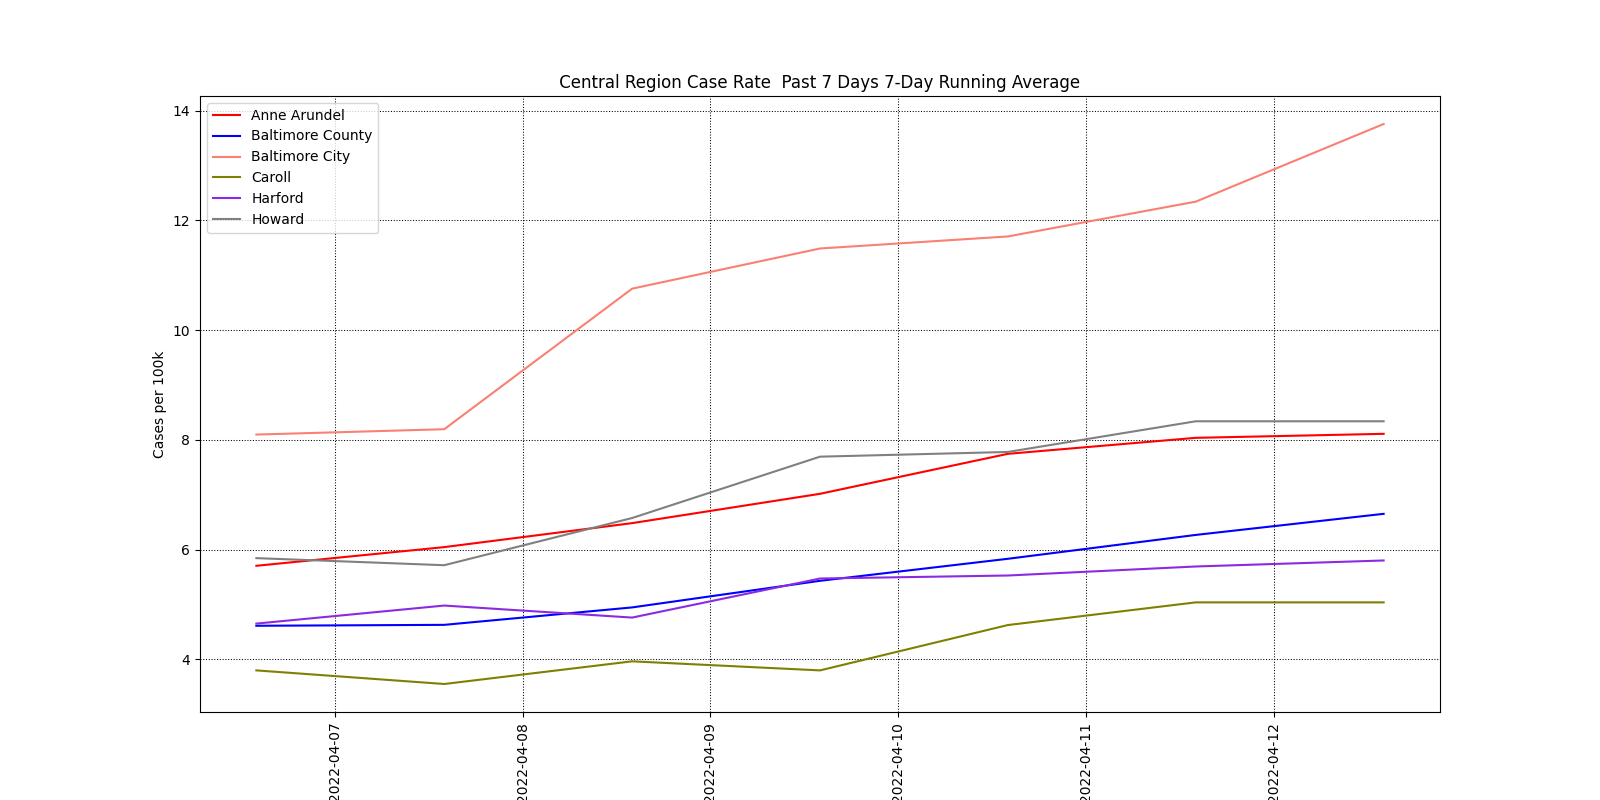 Central Region Case Rate  Past 7 Days 7-Day Running Average
Anne Arundel
Baltimore County
Baltimore City
Caroll
Harford
Howard
14
12
10
8
6
4
Cases per 100k
2022-04-07
2022-04-08
2022-04-09
2022-04-10
2022-04-11
2022-04-12